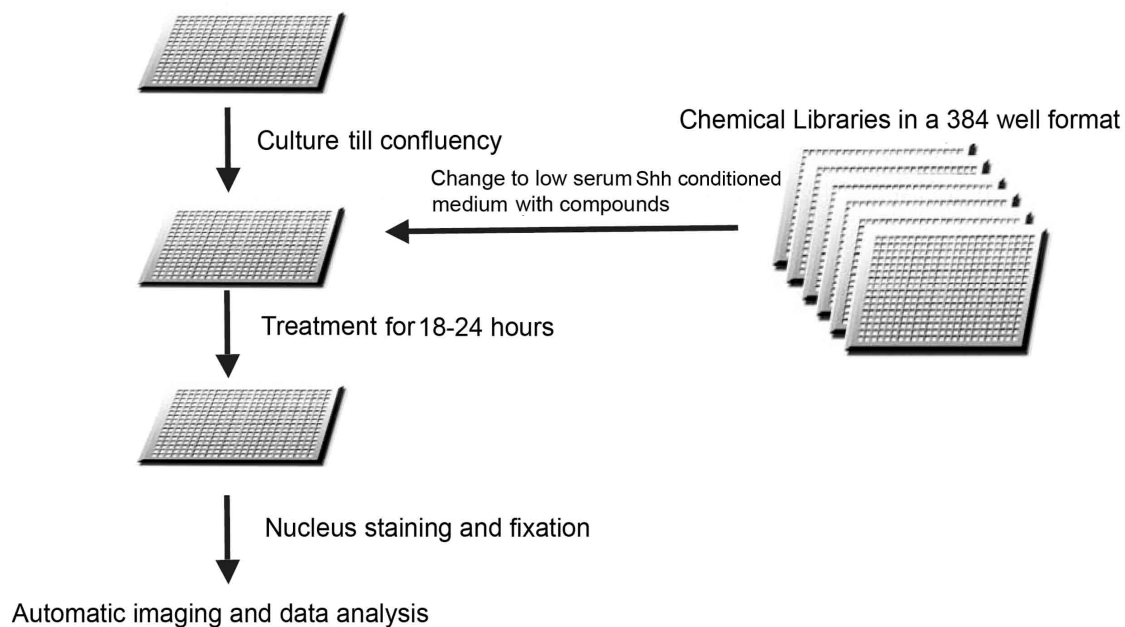 Culture till confluency
Chemical Libraries in a 384 well format
Change to low serum Shh conditioned
medium with compounds
Treatment for 18-24 hours
Nucleus staining and fixation
Automatic imaging and data analysis